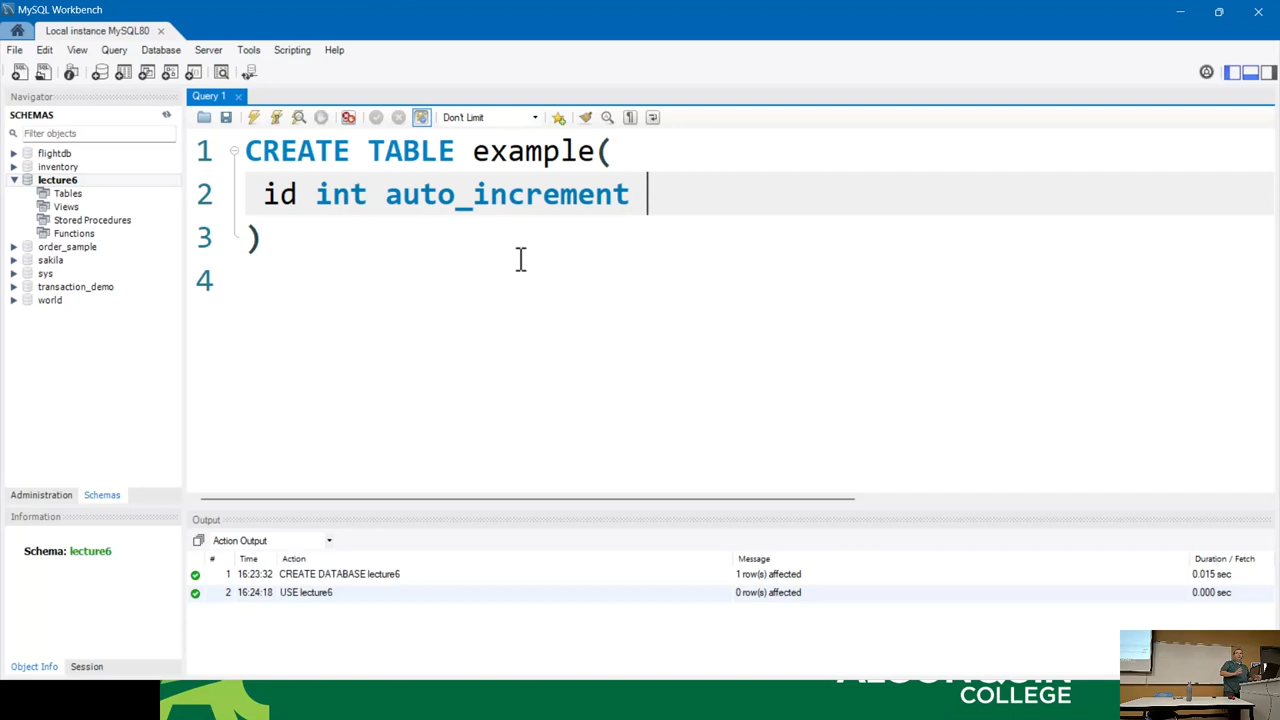 MySQL Workbench
Local instance MySQL80
File Edit View Query Database Server Tools Scripting Help
Navigator
SCHEMAS
Filter objects
flightdb
inventory
lecture6
Tables
Views
Stored Procedures
Functions
order_sample
sakila
sys
transaction_demo
world
Administration Schemas
Information
Schema: lecture6
Object Info Session
Query 1
Don't Limit
1 CREATE TABLE example(
2 id int auto_increment
3 )
4
Output
Action Output
# Time Action Message Duration / Fetch
1 16:23:32 CREATE DATABASE lecture6 1 row(s) affected 0.015 sec
2 16:24:18 USE lecture6 0 row(s) affected 0.000 sec
COLLEGE